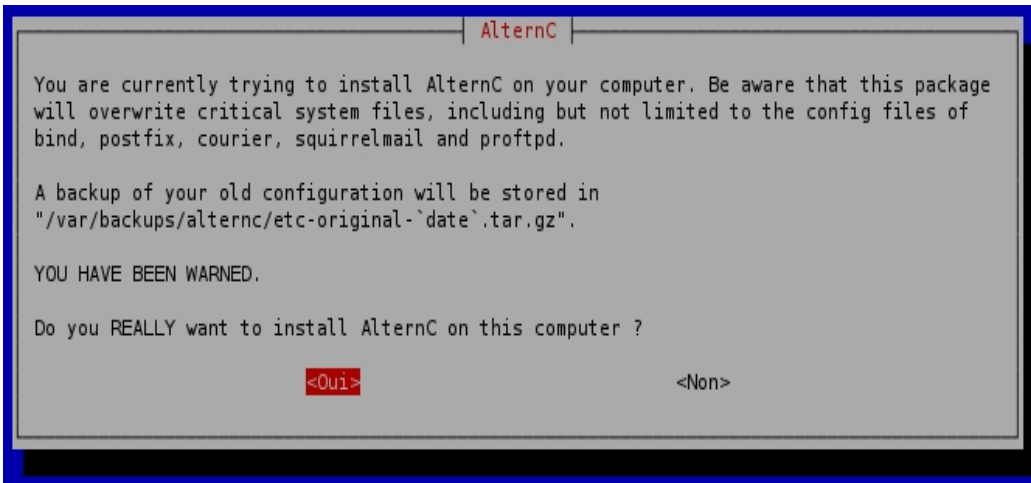 AlternC
You are currently trying to install AlternC on your computer. Be aware that this package
will overwrite critical system files, including but not limited to the config files of
bind, postfix, courier, squirrelmail and proftpd.
A backup of your old configuration will be stored in
"/var/backups/alternc/etc-original-`date`.tar.gz".
YOU HAVE BEEN WARNED.
Do you REALLY want to install AlternC on this computer ?
<Oui> <Non>